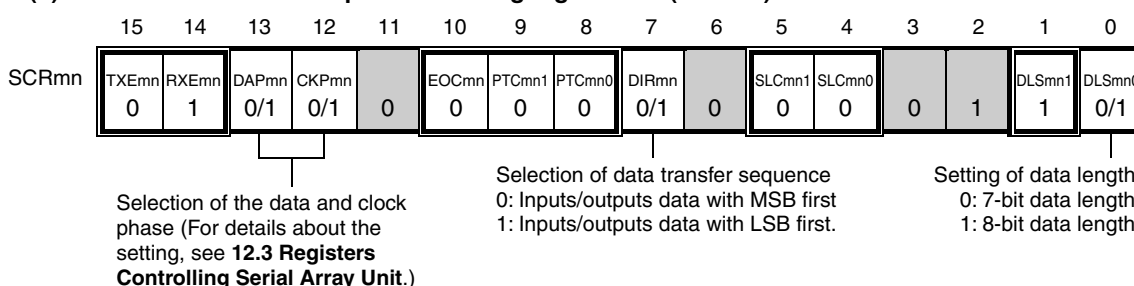 15 14 13 12 11 10 9 8 7 6 5 4 3 2 1 0
SCRmn
TXEmn RXEmn DAPmn CKPmn EOCmn PTCmn1 PTCmn0 DIRmn SLCmn1 SLCmn0 DLSmn1 DLSmn0
0 1 0/1 0/1 0 0 0 0 0/1 0 0 0 0 1 1 0/1
Selection of the data and clock
phase (For details about the
setting, see 12.3 Registers
Controlling Serial Array Unit.)
Selection of data transfer sequence
0: Inputs/outputs data with MSB first
1: Inputs/outputs data with LSB first.
Setting of data length
0: 7-bit data length
1: 8-bit data length